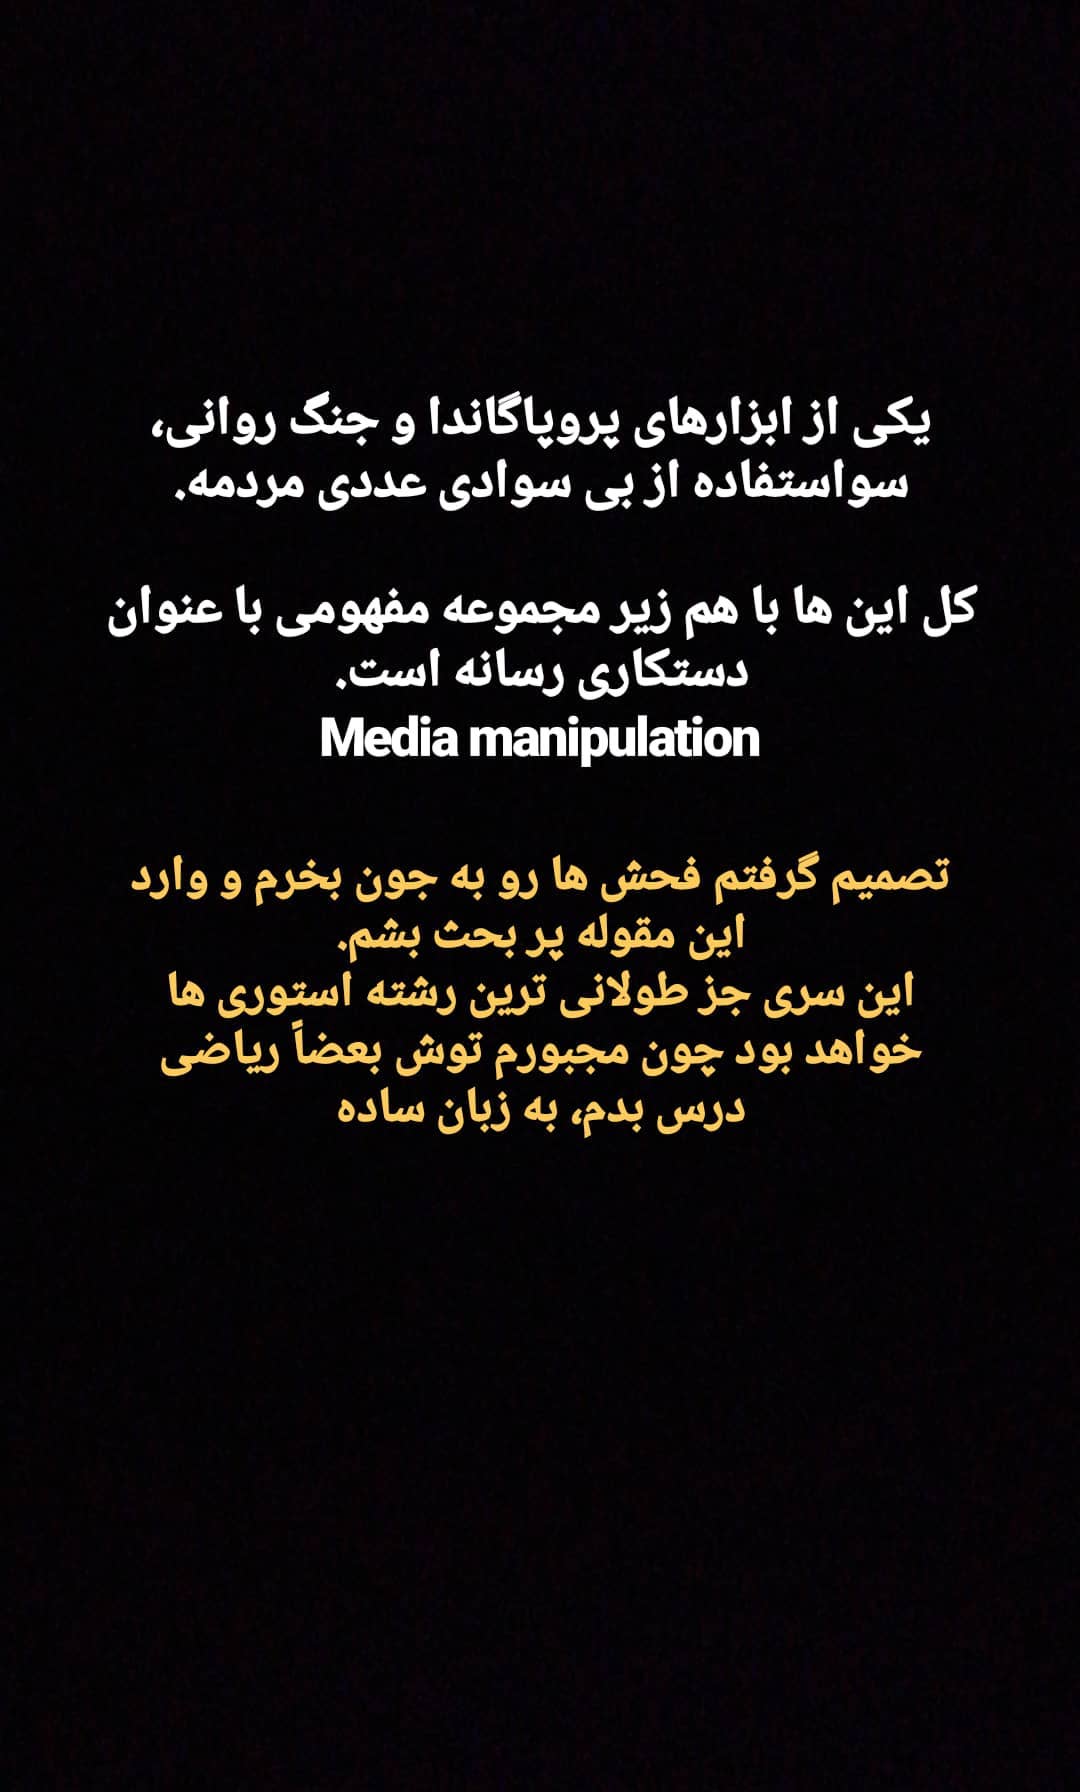 یکی از ابزارهای پروپاگاندا و جنگ روانی،
سواستفاده از بی سوادی عددی مردمه.
کل این ها با هم زیر مجموعه مفهومی با عنوان
دستکاری رسانه است.
Media manipulation
تصمیم گرفتم فحش ها رو به جون بخرم و وارد
این مقوله پر بحث بشم.
این سری جز طولانی ترین رشته استوری ها
خواهد بود چون مجبورم توش بعضاً ریاضی
درس بدم، به زبان ساده